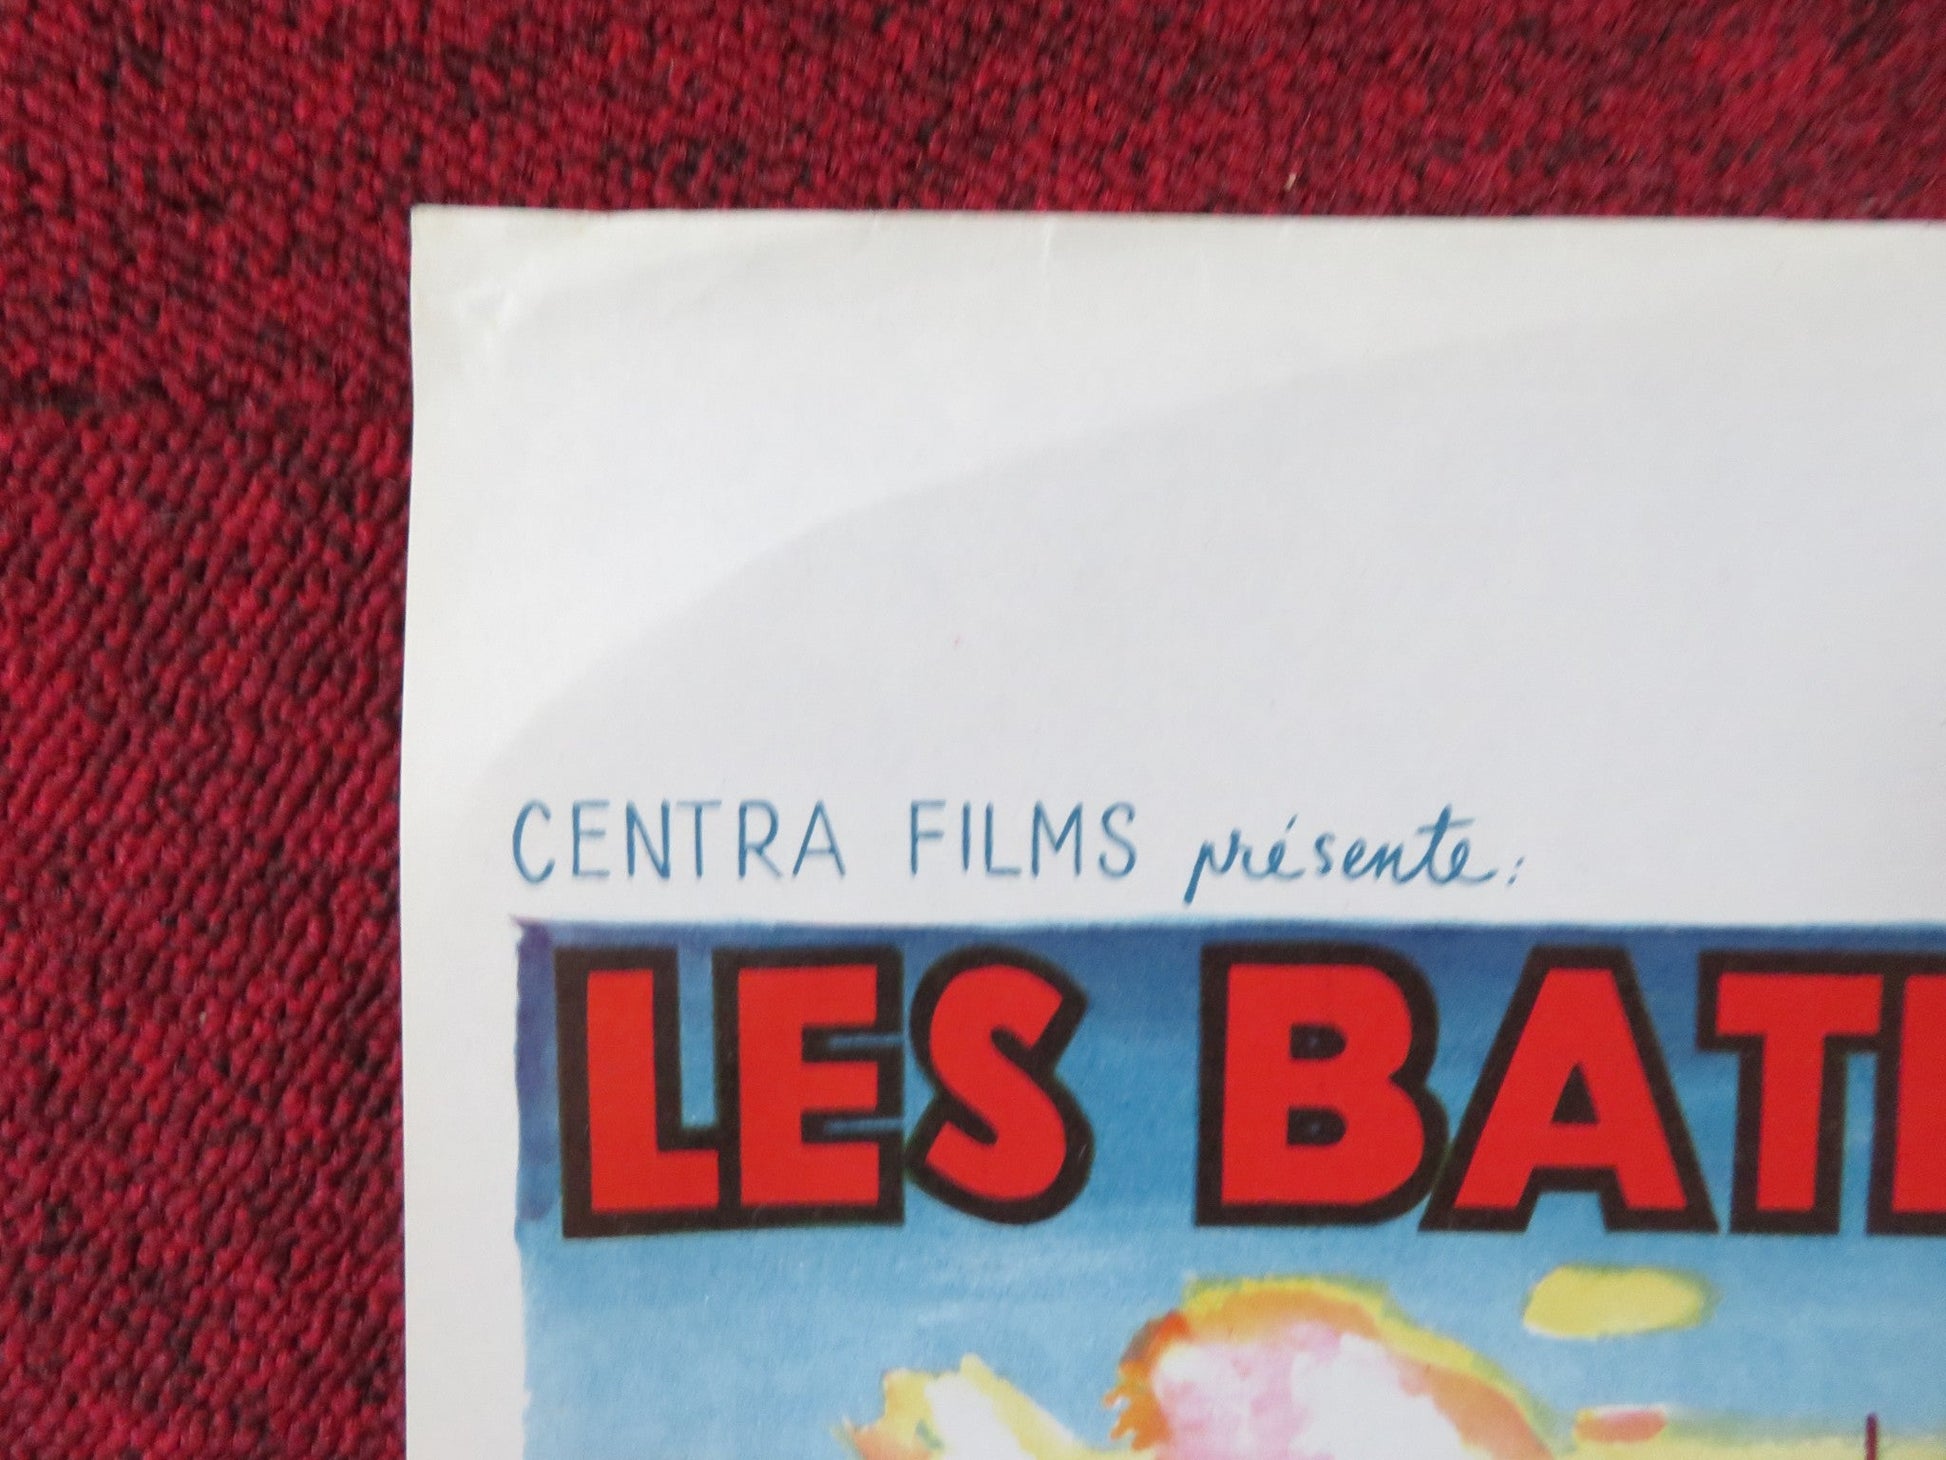 CENTRA FILMS présente:
LES BAT